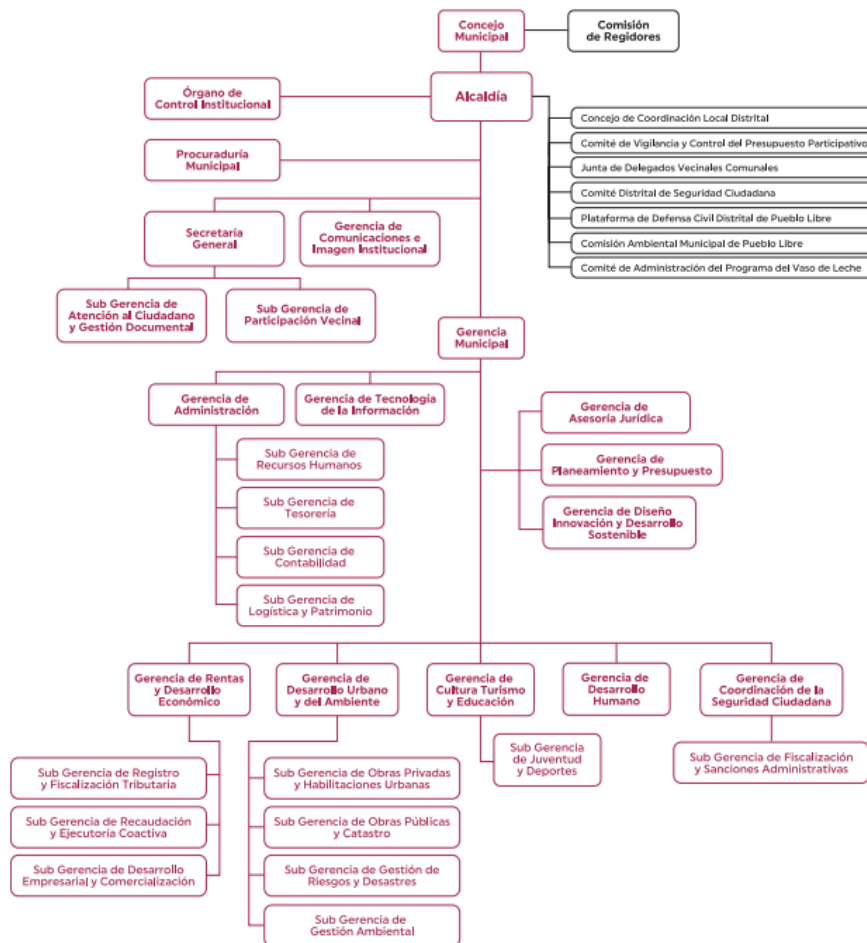 Concejo
Municipal
Comisión
de Regidores
Órgano de
Control Institucional
Alcaldía
Concejo de Coordinación Local Distrital
Comité de Vigilancia y Control del Presupuesto Participativo
Junta de Delegados Vecinales Comunales
Comité Distrital de Seguridad Ciudadana
Plataforma de Defensa Civil Distrital de Pueblo Libre
Comisión Ambiental Municipal de Pueblo Libre
Comité de Administración del Programa del Vaso de Leche
Procuraduría
Municipal
Secretaría
General
Gerencia de
Comunicaciones e
Imagen Institucional
Sub Gerencia de
Atención al Ciudadano
y Gestión Documental
Sub Gerencia de
Participación Vecinal
Gerencia
Municipal
Gerencia de
Administración
Gerencia de Tecnología
de la Información
Sub Gerencia de
Recursos Humanos
Sub Gerencia de
Tesorería
Sub Gerencia de
Contabilidad
Sub Gerencia de
Logística y Patrimonio
Gerencia de
Asesoría Jurídica
Gerencia de
Planeamiento y Presupuesto
Gerencia de Diseño
Innovación y Desarrollo
Sostenible
Gerencia de Rentas
y Desarrollo
Económico
Gerencia de
Desarrollo Urbano
y del Ambiente
Gerencia de
Cultura Turismo
y Educación
Gerencia de
Desarrollo
Humano
Gerencia de
Coordinación de la
Seguridad Ciudadana
Sub Gerencia de Registro
y Fiscalización Tributaria
Sub Gerencia de Recaudación
y Ejecutoría Coactiva
Sub Gerencia de Desarrollo
Empresarial y Comercialización
Sub Gerencia de Obras Privadas
y Habilitaciones Urbanas
Sub Gerencia de Obras Públicas
y Catastro
Sub Gerencia de Gestión de
Riesgos y Desastres
Sub Gerencia de
Gestión Ambiental
Sub Gerencia
de Juventud
y Deportes
Sub Gerencia de Fiscalización
y Sanciones Administrativas